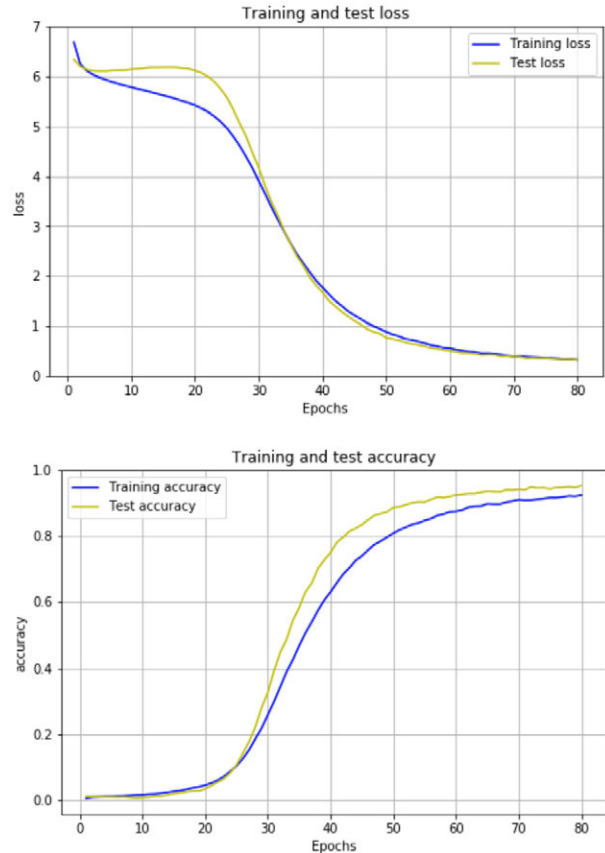 Training and test loss
7
6
5
4
3
2
1
0
loss
Training loss
Test loss
0 10 20 30 40 50 60 70 80
Epochs
Training and test accuracy
1.0
0.8
0.6
0.4
0.2
0.0
accuracy
Training accuracy
Test accuracy
0 10 20 30 40 50 60 70 80
Epochs